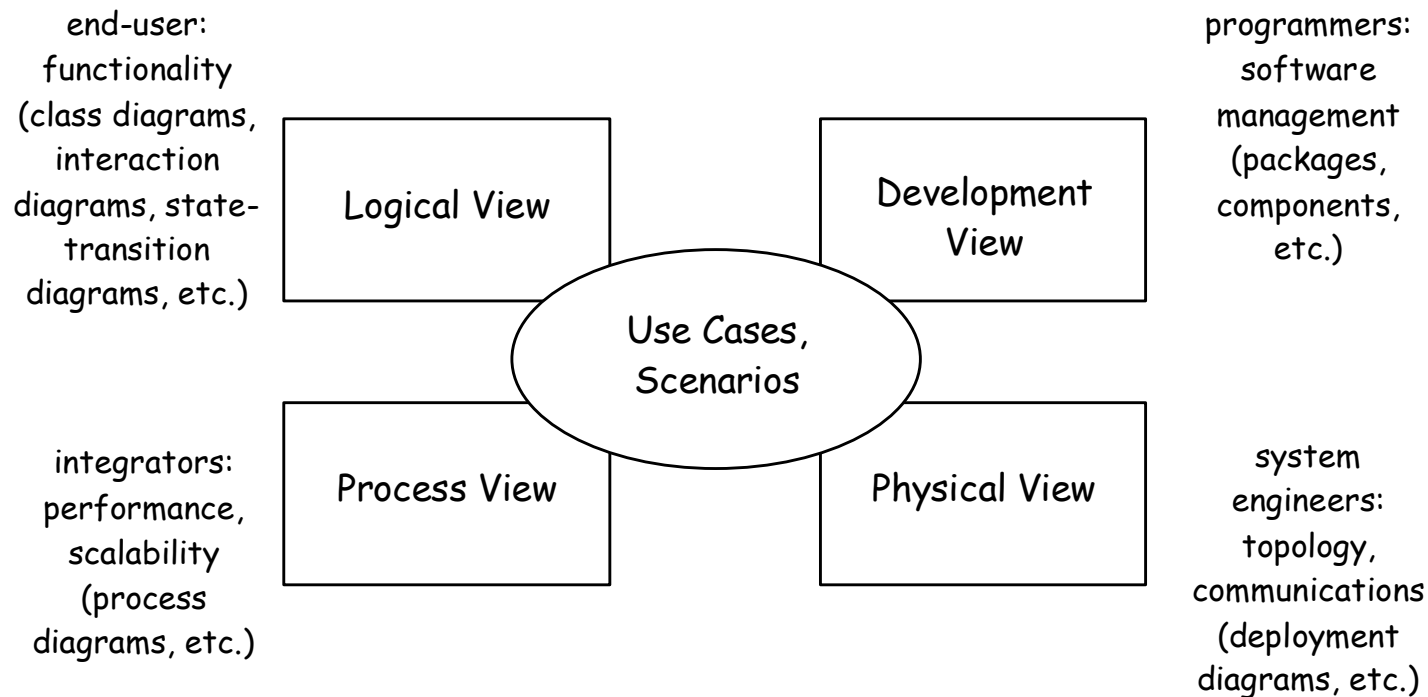 end-user:
functionality
(class diagrams,
interaction
diagrams, state-
transition
diagrams, etc.)
Logical View
Development
View
programmers:
software
management
(packages,
components,
etc.)
Use Cases,
Scenarios
integrators:
performance,
scalability
(process
diagrams, etc.)
Process View
Physical View
system
engineers:
topology,
communications
(deployment
diagrams, etc.)